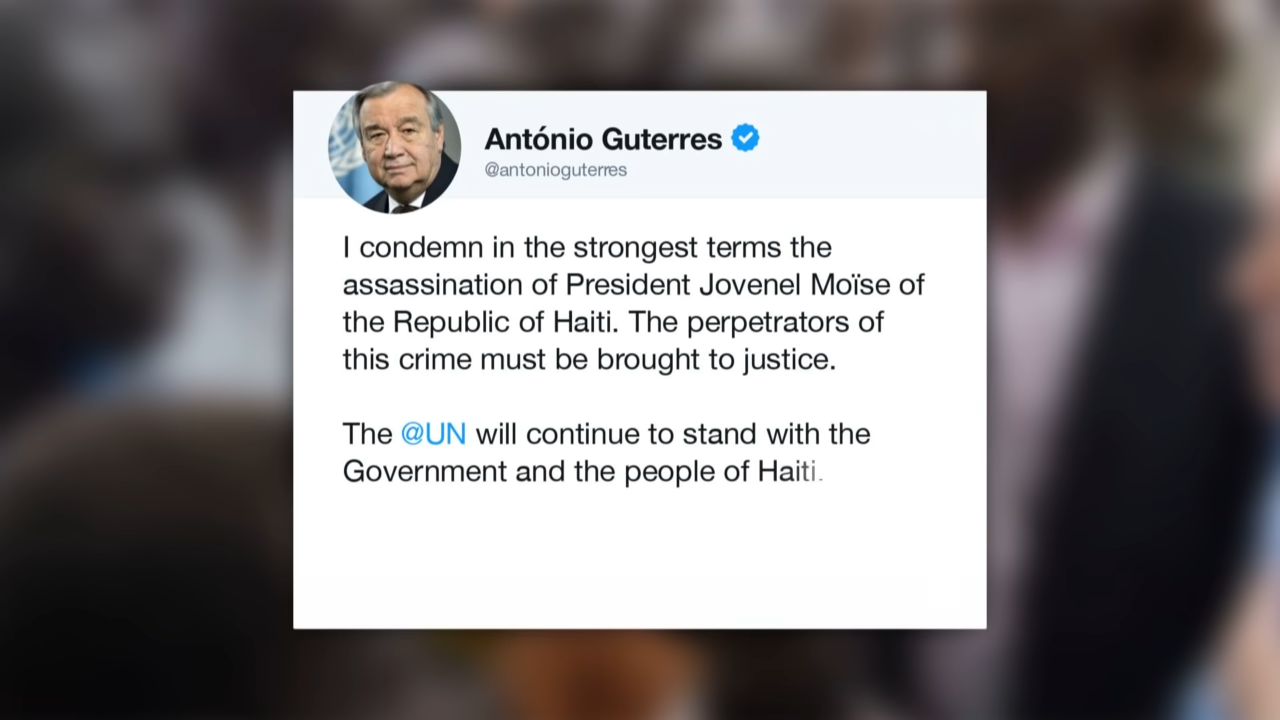 António Guterres
@antonioguterres
I condemn in the strongest terms the
assassination of President Jovenel Moïse of
the Republic of Haiti. The perpetrators of
this crime must be brought to justice.
The @UN will continue to stand with the
Government and the people of Haiti.